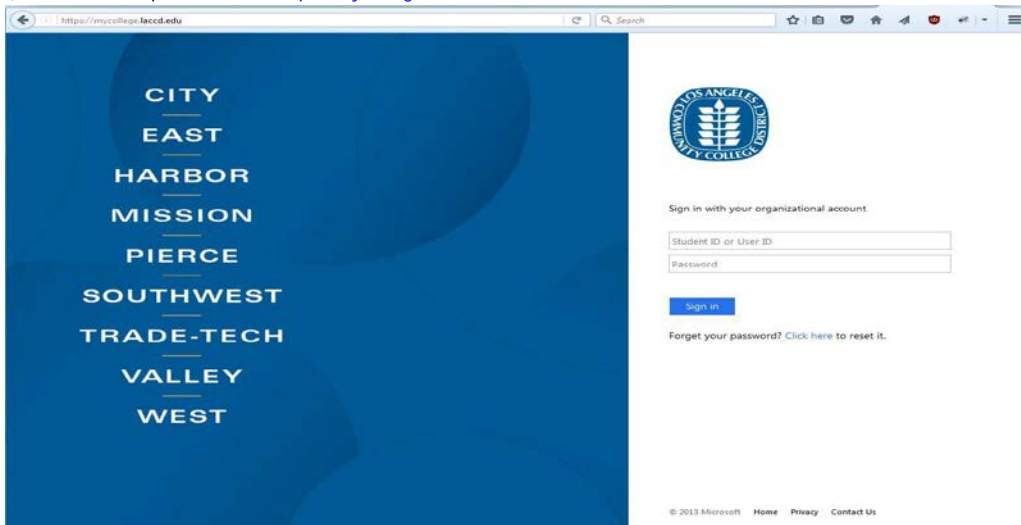 https://mycollege.laccd.edu
Search
CITY
EAST
HARBOR
MISSION
PIERCE
SOUTHWEST
TRADE-TECH
VALLEY
WEST
LOS ANGELES
COMMUNITY COLLEGE DISTRICT
Sign in with your organizational account
Student ID or User ID
Password
Sign in
Forget your password? Click here to reset it.
© 2013 Microsoft Home Privacy Contact Us